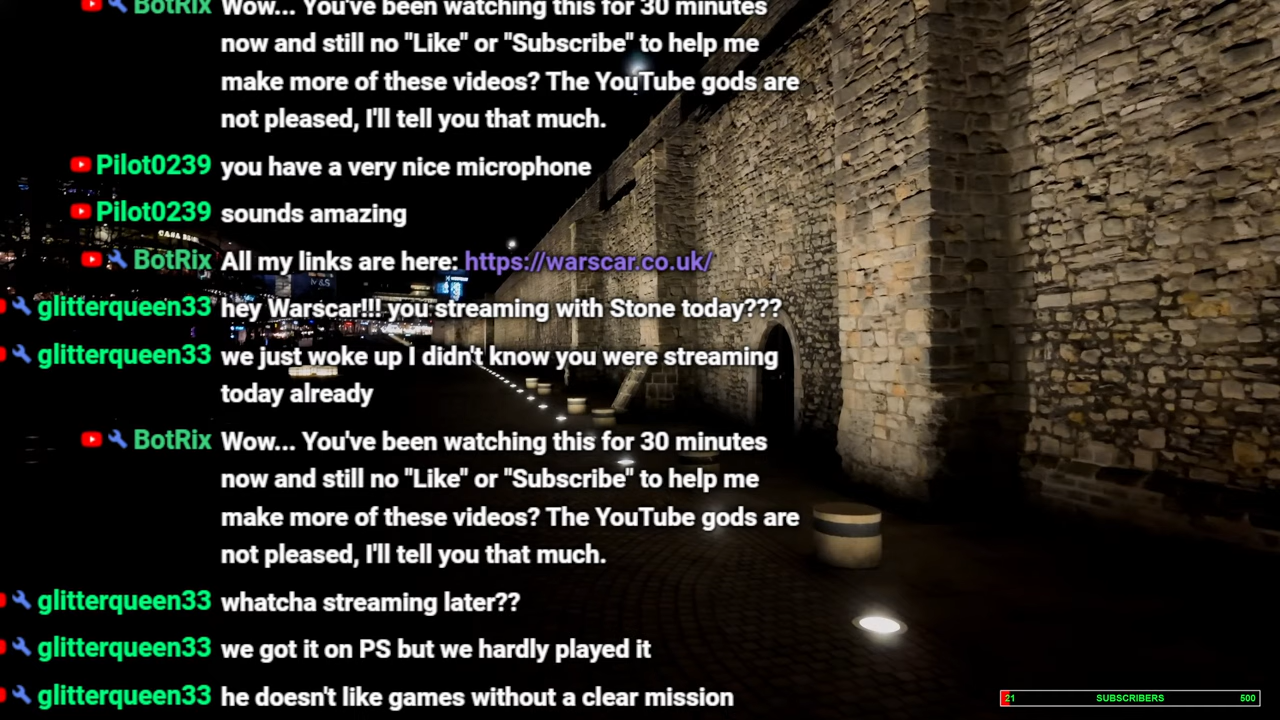 BotRix Wow... You've been watching this for 30 minutes
now and still no "Like" or "Subscribe" to help me
make more of these videos? The YouTube gods are
not pleased, I'll tell you that much.
Pilot0239 you have a very nice microphone
Pilot0239 sounds amazing
BotRix All my links are here: https://warscar.co.uk/
M&S
glitterqueen33 hey Warscar!!! you streaming with Stone today???
glitterqueen33 we just woke up I didn't know you were streaming
today already
BotRix Wow... You've been watching this for 30 minutes
now and still no "Like" or "Subscribe" to help me
make more of these videos? The YouTube gods are
not pleased, I'll tell you that much.
glitterqueen33 whatcha streaming later??
glitterqueen33 we got it on PS but we hardly played it
glitterqueen33 he doesn't like games without a clear mission
21 SUBSCRIBERS 500